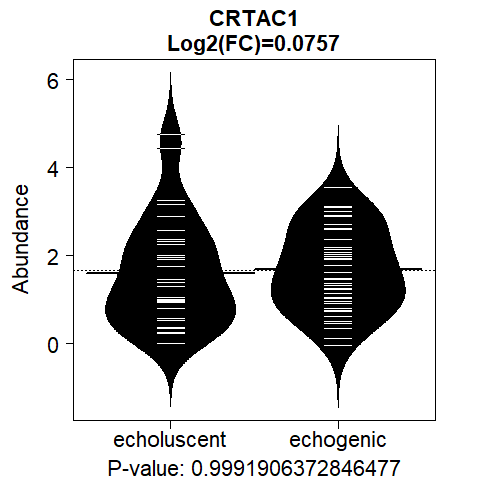 CRTAC1
Log2(FC)=0.0757
Abundance
6
4
2
0
echoluscent echogenic
P-value: 0.9991906372846477